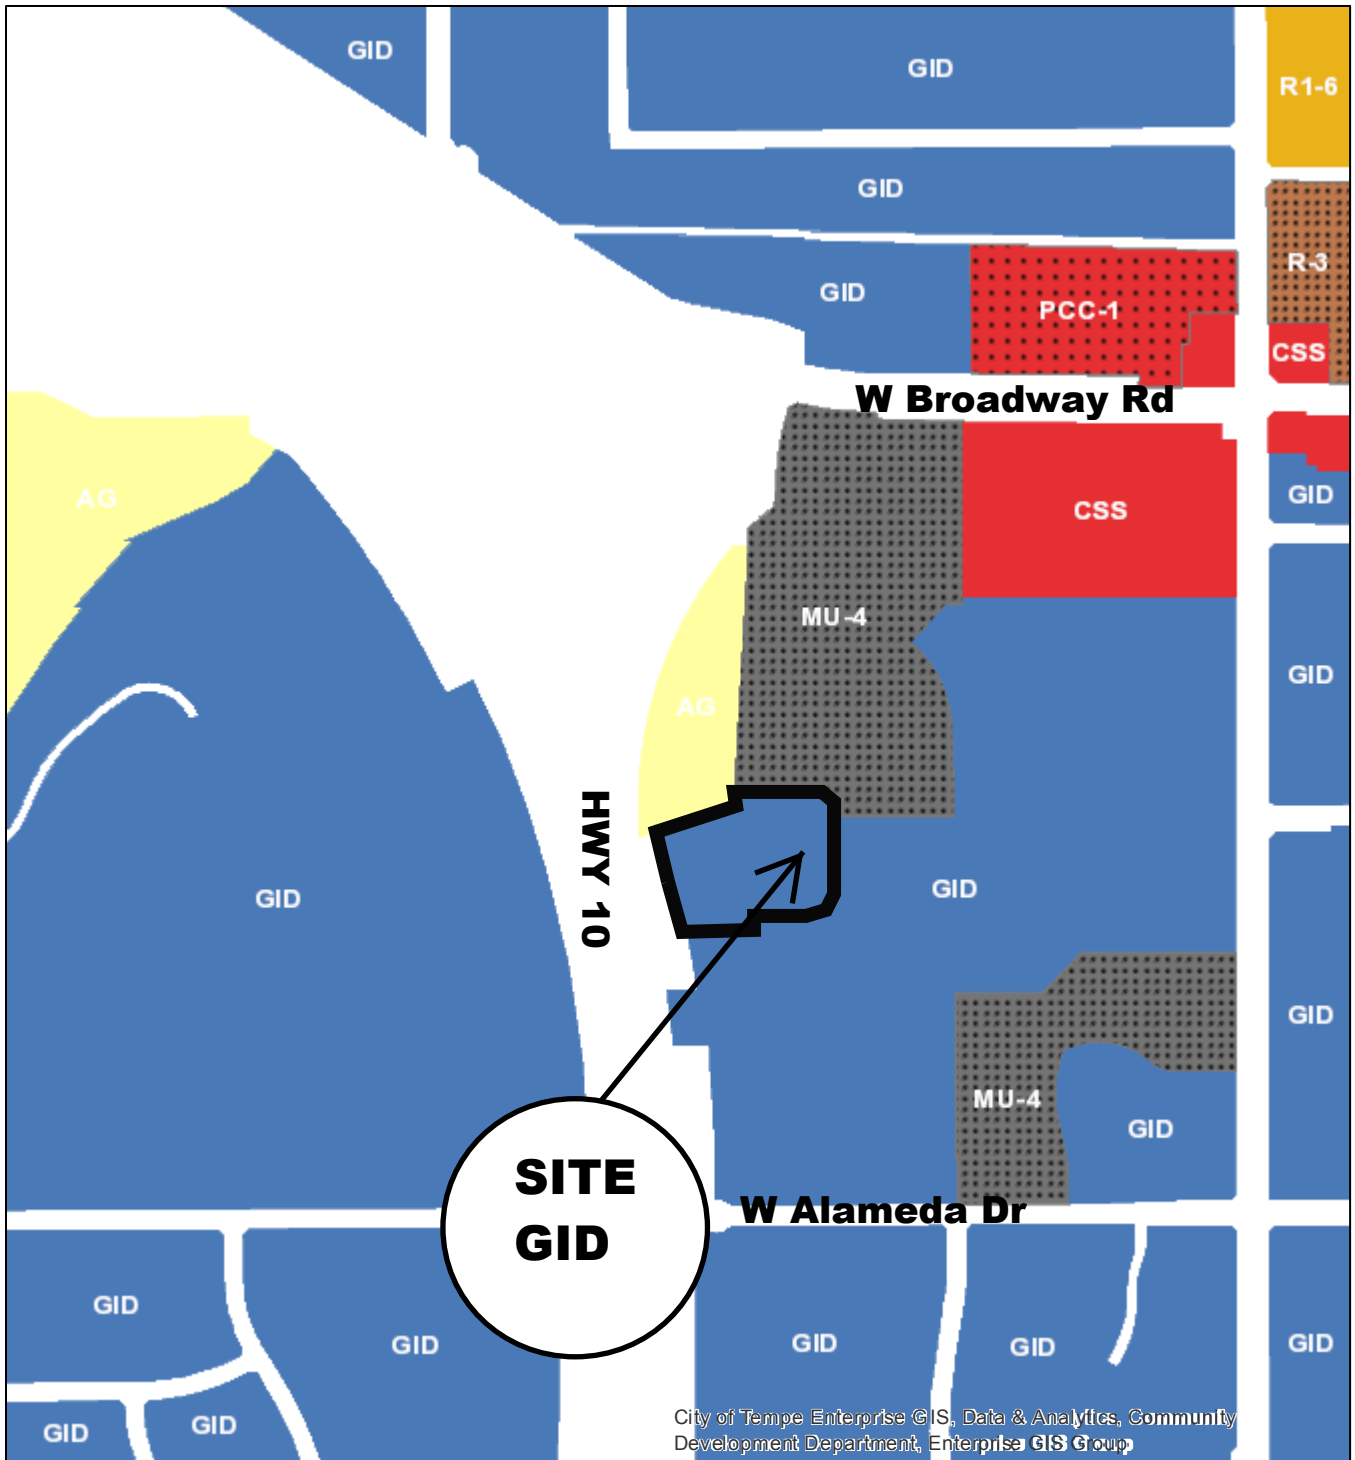 GID
GID
R1-6
GID
R-3
GID
PCC-1
CSS
W Broadway Rd
AG
GID
CSS
MU-4
GID
AG
HWY 10
GID
GID
GID
MU-4
GID
SITE
GID
W Alameda Dr
GID
GID
GID
GID
GID
GID
GID
City of Tempe Enterprise GIS, Data & Analytics, Community
Development Department, Enterprise GIS Group